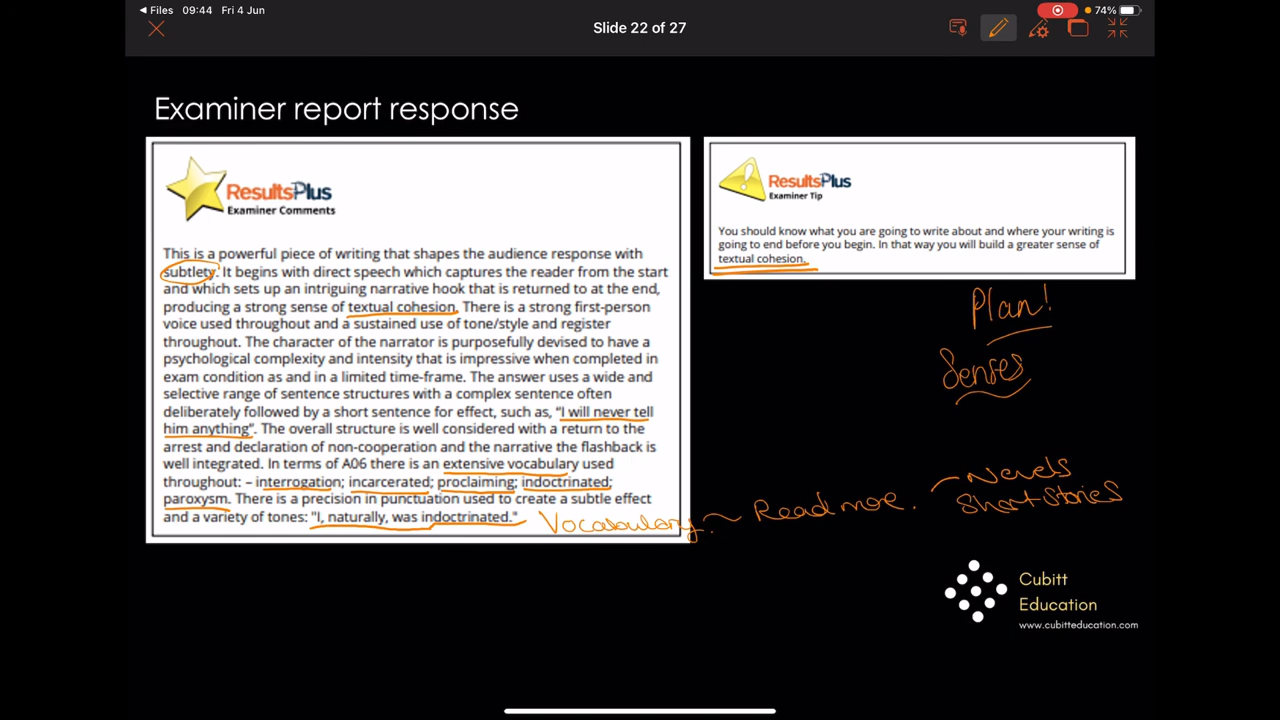 ◀ Files 09:44 Fri 4 Jun
74%
Slide 22 of 27
Examiner report response
ResultsPlus
Examiner Comments
This is a powerful piece of writing that shapes the audience response with
subtlety. It begins with direct speech which captures the reader from the start
and which sets up an intriguing narrative hook that is returned to at the end,
producing a strong sense of textual cohesion. There is a strong first-person
voice used throughout and a sustained use of tone/style and register
throughout. The character of the narrator is purposefully devised to have a
psychological complexity and intensity that is impressive when completed in
exam condition as and in a limited time-frame. The answer uses a wide and
selective range of sentence structures with a complex sentence often
deliberately followed by a short sentence for effect, such as, "I will never tell
him anything". The overall structure is well considered with a return to the
arrest and declaration of non-cooperation and the narrative the flashback is
well integrated. In terms of A06 there is an extensive vocabulary used
throughout: – interrogation; incarcerated; proclaiming; indoctrinated;
paroxysm. There is a precision in punctuation used to create a subtle effect
and a variety of tones: "I, naturally, was indoctrinated."
ResultsPlus
Examiner Tip
You should know what you are going to write about and where your writing is
going to end before you begin. In that way you will build a greater sense of
textual cohesion.
Plan!
Senses
Vocabulary. ~ Read more.
Novels
Short Stories
Cubitt
Education
www.cubitteducation.com